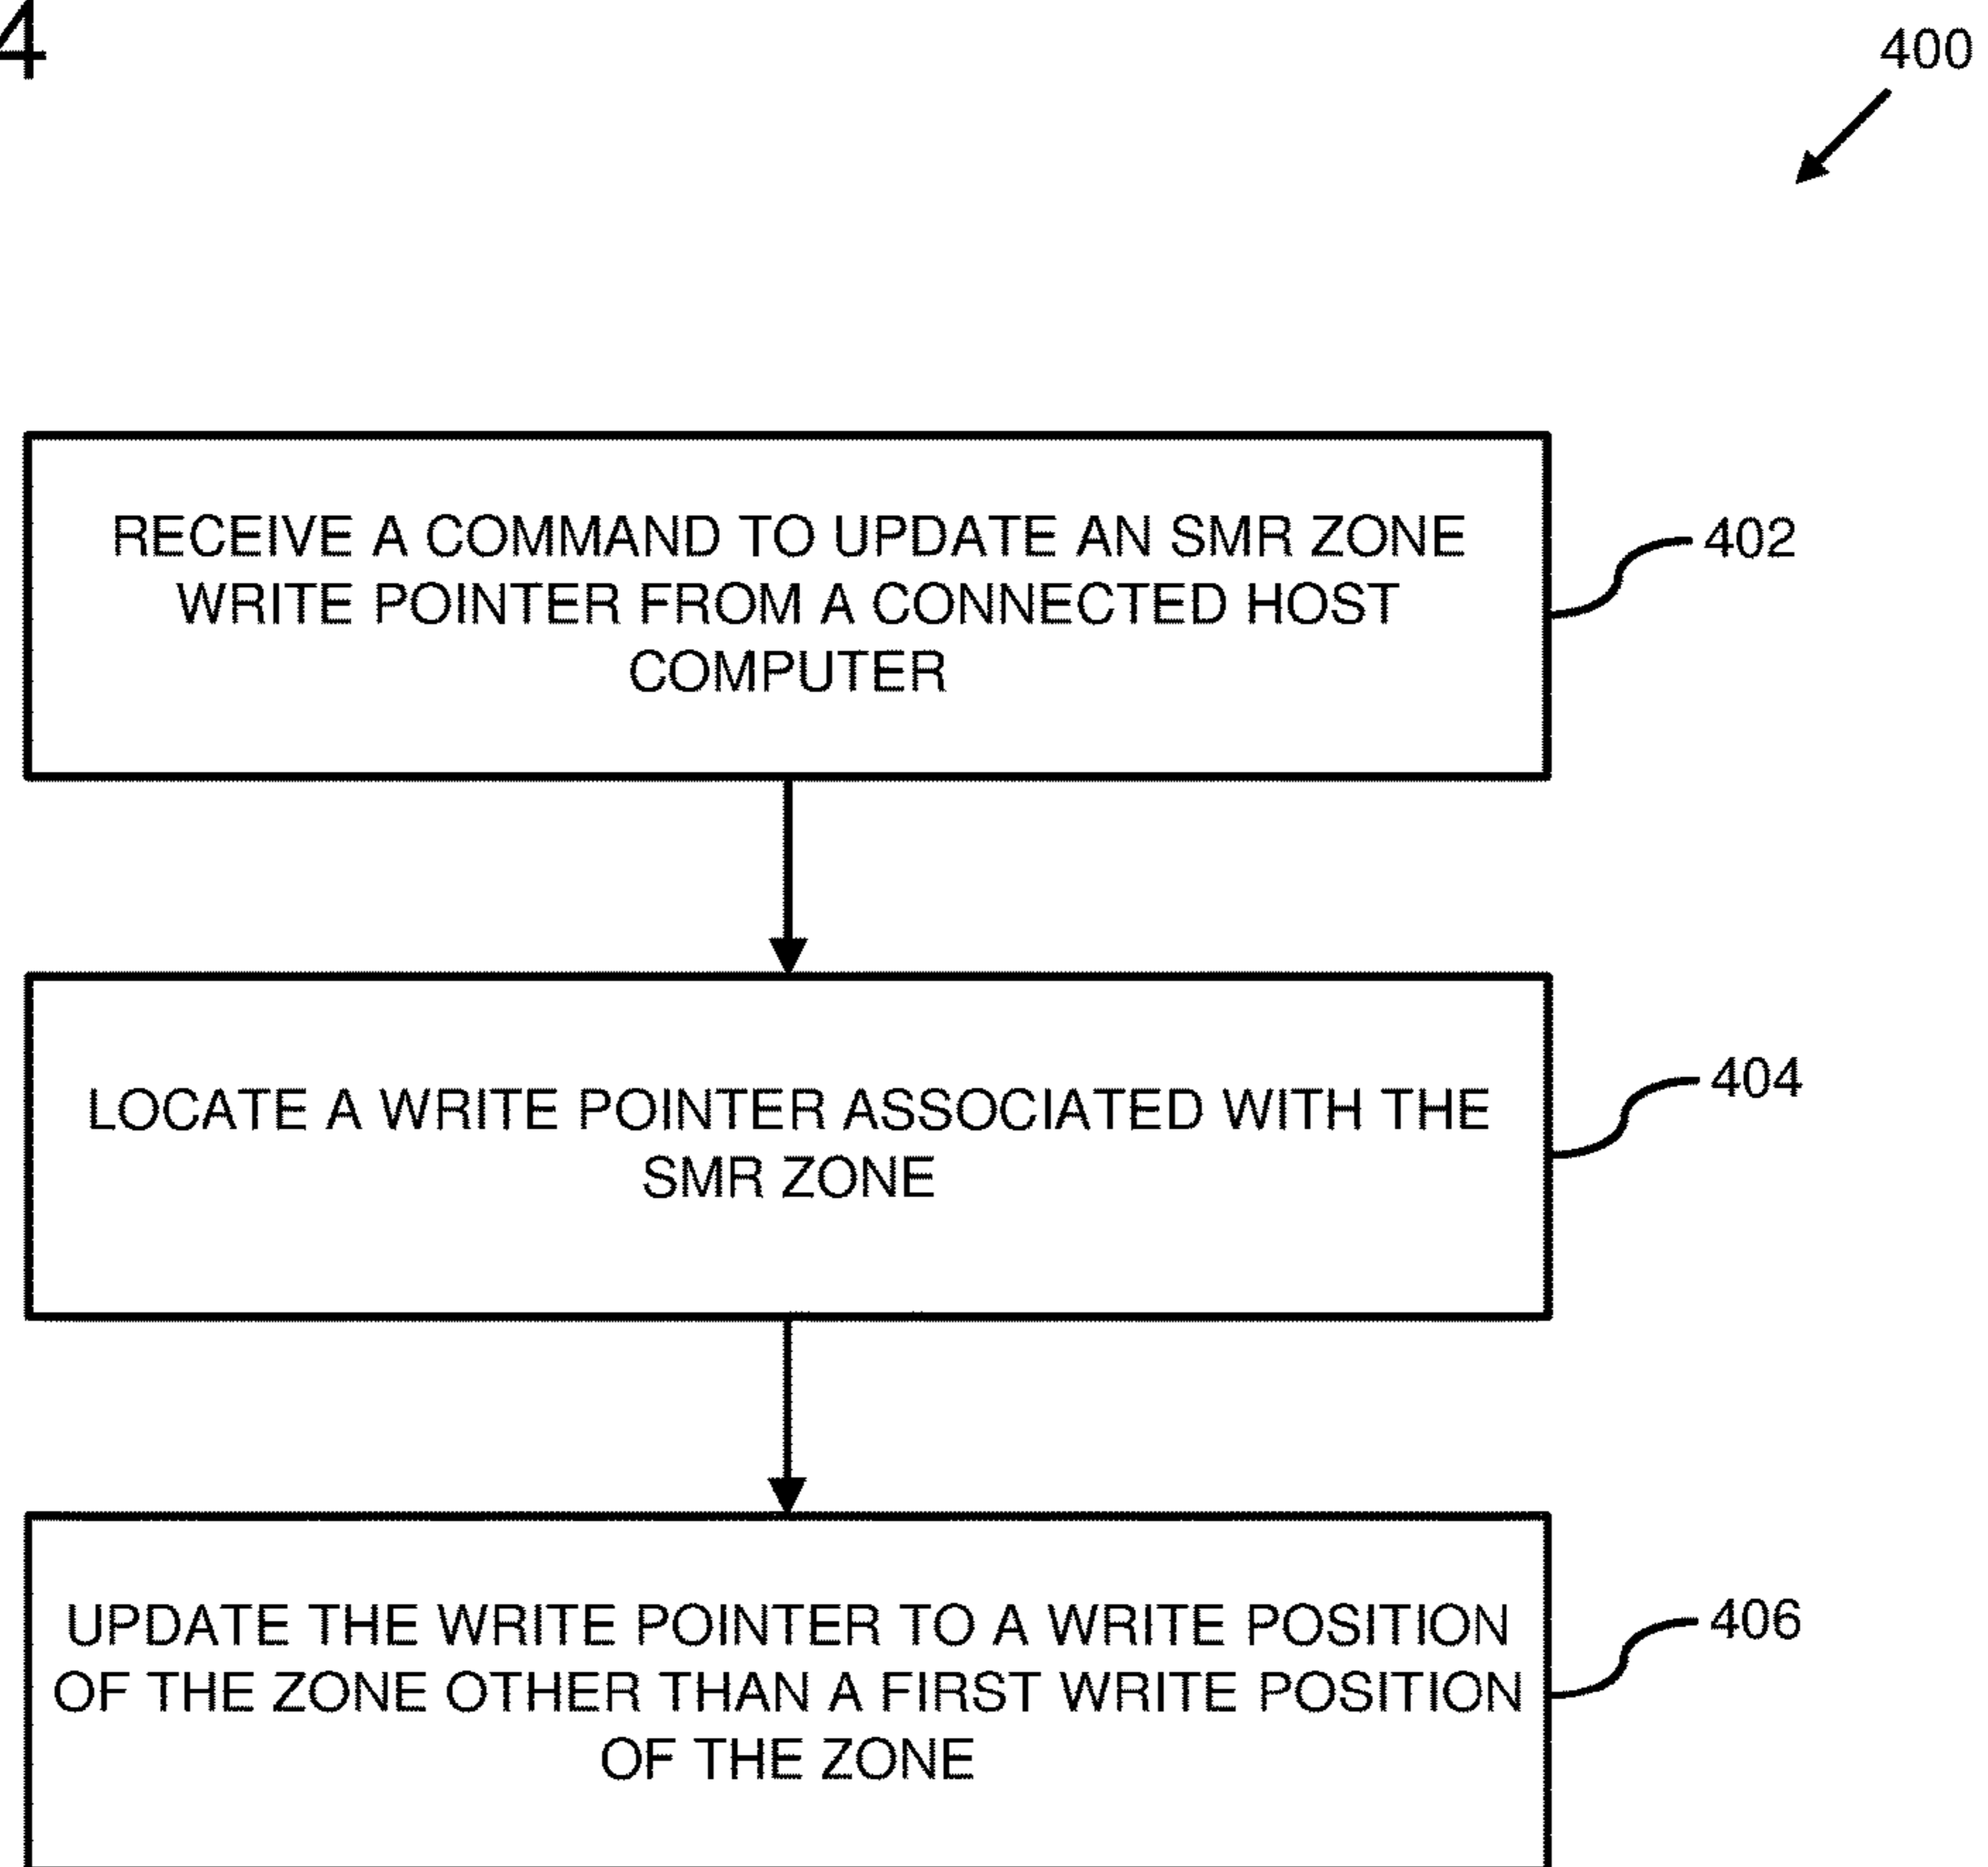 4
400
RECEIVE A COMMAND TO UPDATE AN SMR ZONE
WRITE POINTER FROM A CONNECTED HOST
COMPUTER
402
LOCATE A WRITE POINTER ASSOCIATED WITH THE
SMR ZONE
404
UPDATE THE WRITE POINTER TO A WRITE POSITION
OF THE ZONE OTHER THAN A FIRST WRITE POSITION
OF THE ZONE
406